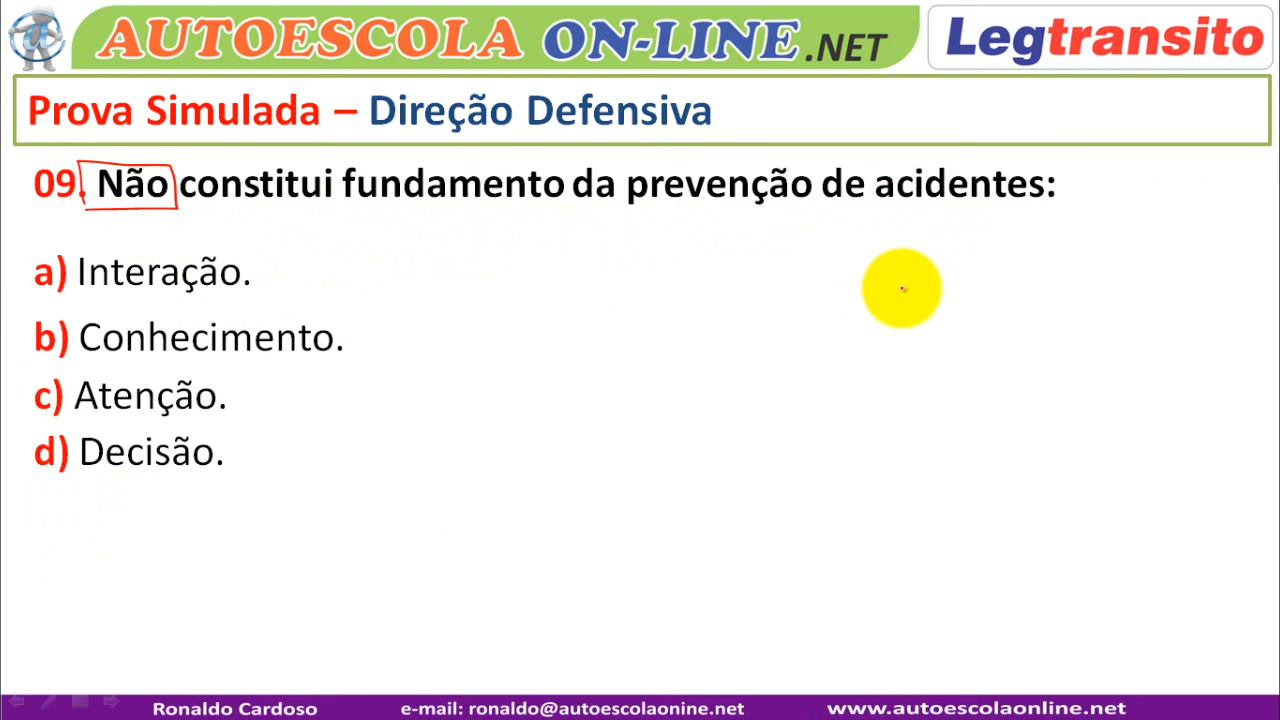 AUTOESCOLA ON-LINE.NET
Legtransito
Prova Simulada – Direção Defensiva
09. Não constitui fundamento da prevenção de acidentes:
a) Interação.
b) Conhecimento.
c) Atenção.
d) Decisão.
Ronaldo Cardoso e-mail: ronaldo@autoescolaonine.net www.autoescolaonline.net